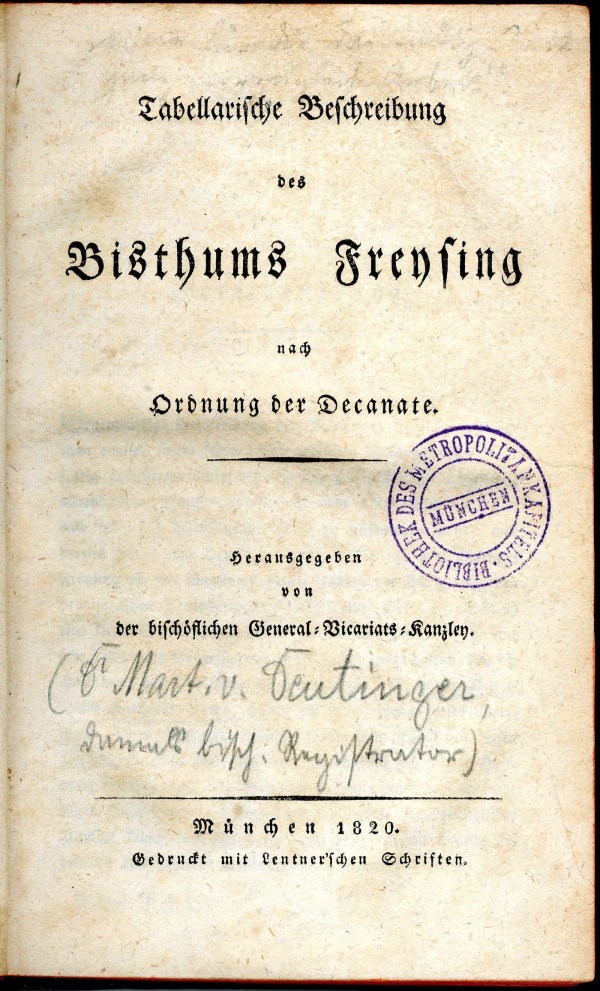 Tabellarische Beschreibung
des
Bisthums Freysing
nach
Ordnung der Decanate.
BIBLIOTHEK DES METROPOLITANKAPITELS ·
MÜNCHEN
Herausgegeben
von
der bischöflichen General-Vicariats-Kanzley.
( Mart. v. Deutinger,
damals bisch. Registrator)
München 1820.
Gedruckt mit Lentner'schen Schriften.